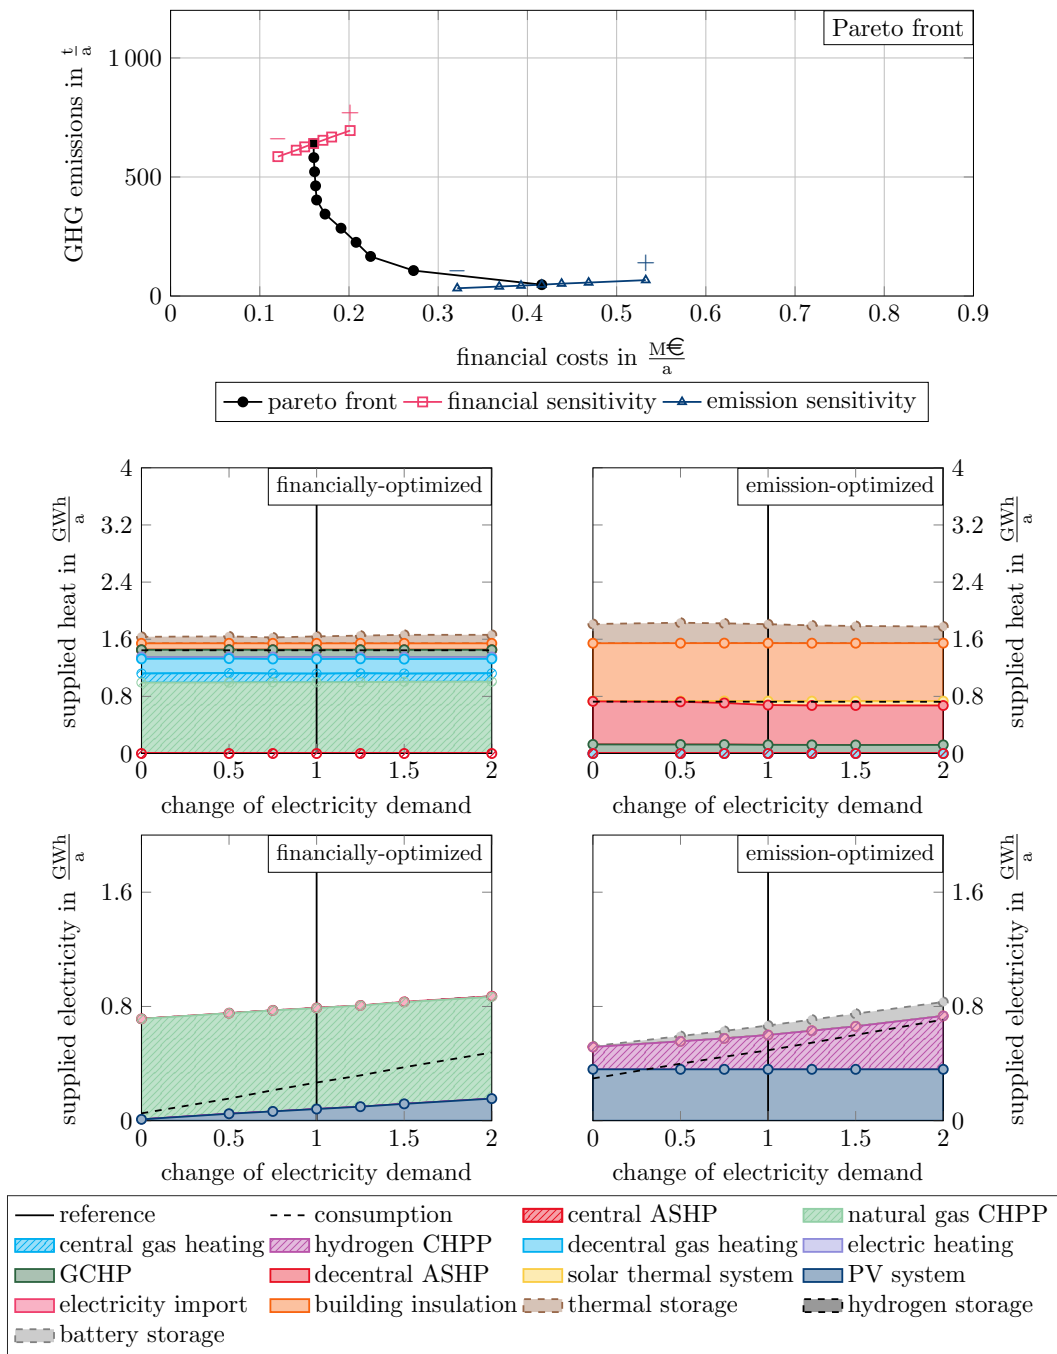 Pareto front
GHG emissions in t/a
1 000
500
0
0 0.1 0.2 0.3 0.4 0.5 0.6 0.7 0.8 0.9
− + − +
financial costs in M€/a
pareto front financial sensitivity emission sensitivity
financially-optimized
supplied heat in GWh/a
4
3.2
2.4
1.6
0.8
0
0 0.5 1 1.5 2
change of electricity demand
emission-optimized
supplied heat in GWh/a
4
3.2
2.4
1.6
0.8
0
0 0.5 1 1.5 2
change of electricity demand
financially-optimized
supplied electricity in GWh/a
1.6
0.8
0
0 0.5 1 1.5 2
change of electricity demand
emission-optimized
supplied electricity in GWh/a
1.6
0.8
0
0 0.5 1 1.5 2
change of electricity demand
reference consumption central ASHP natural gas CHPP
central gas heating hydrogen CHPP decentral gas heating electric heating
GCHP decentral ASHP solar thermal system PV system
electricity import building insulation thermal storage hydrogen storage
battery storage